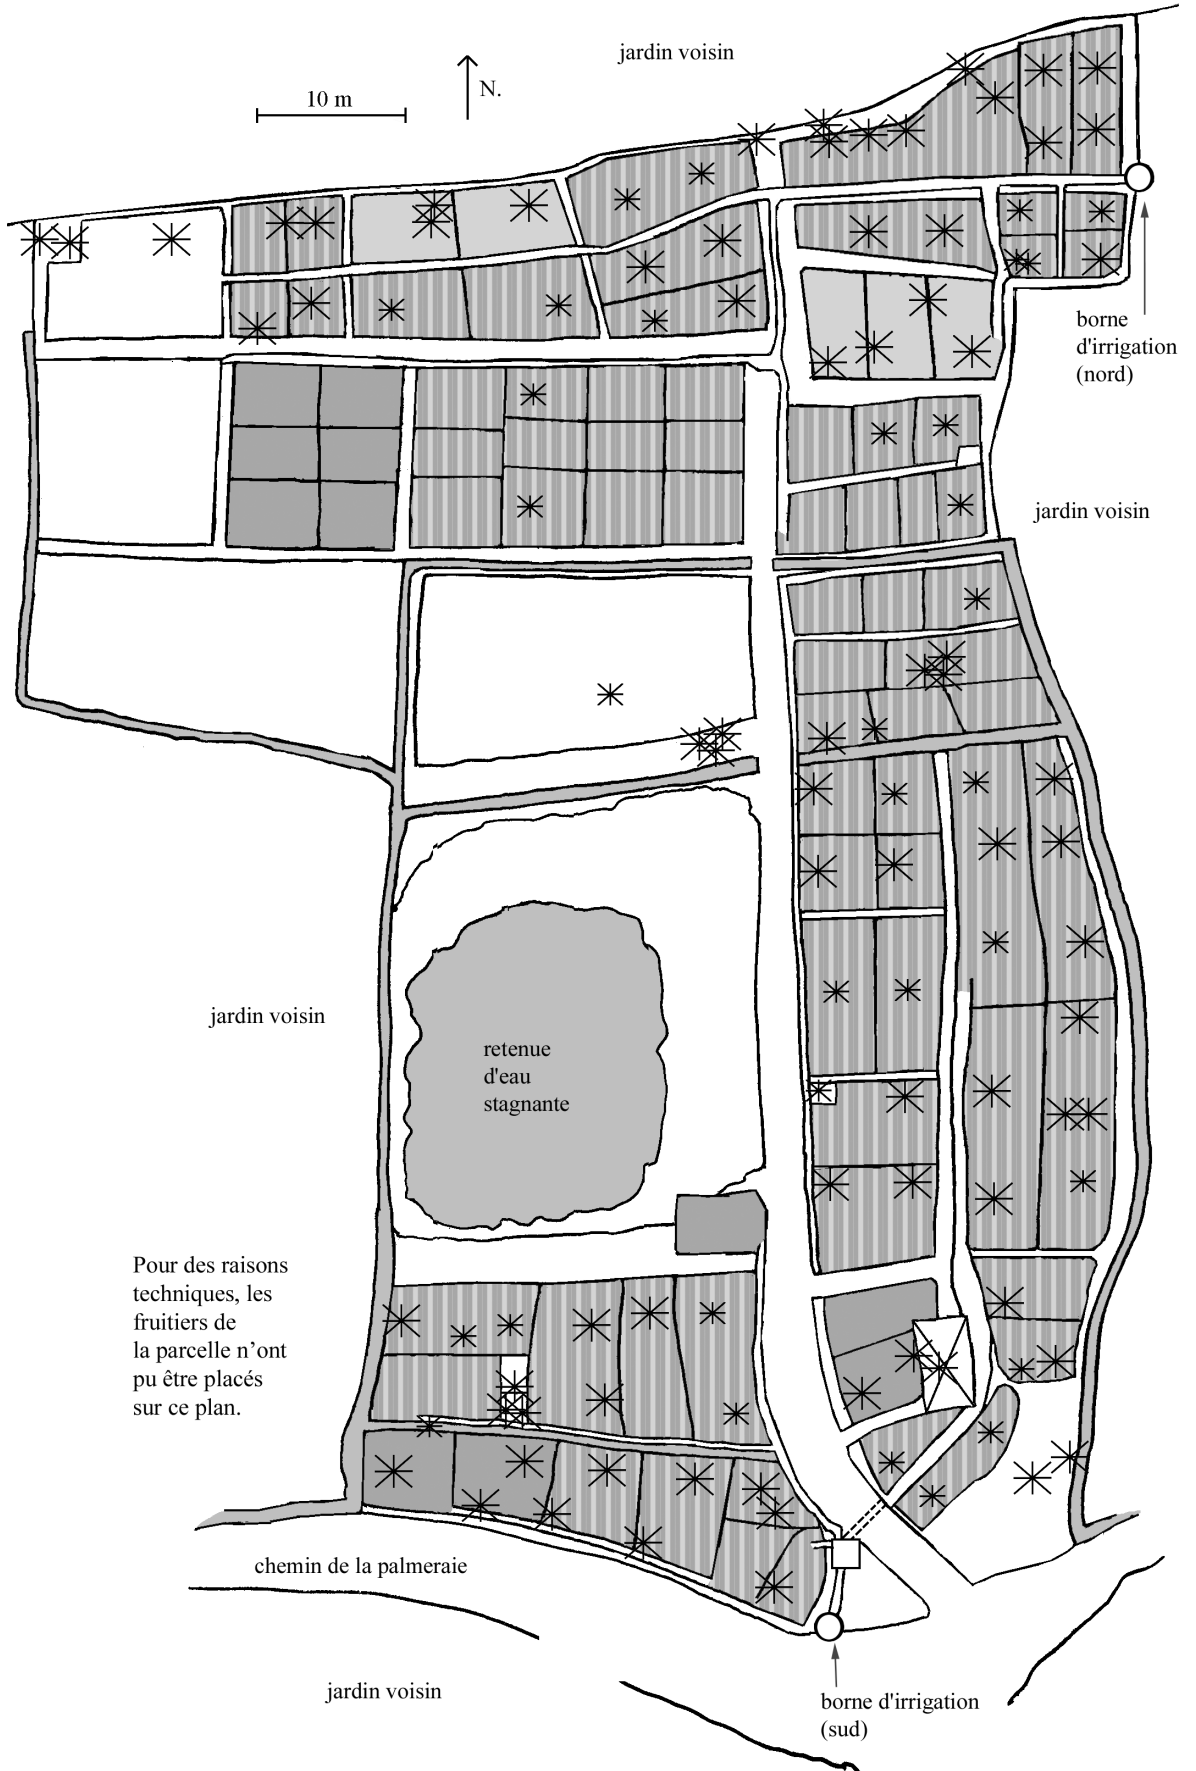 jardin voisin
N.
10 m
borne
d'irrigation
(nord)
jardin voisin
jardin voisin
retenue
d'eau
stagnante
Pour des raisons
techniques, les
fruitiers de
la parcelle n’ont
pu être placés
sur ce plan.
chemin de la palmeraie
jardin voisin
borne d'irrigation
(sud)